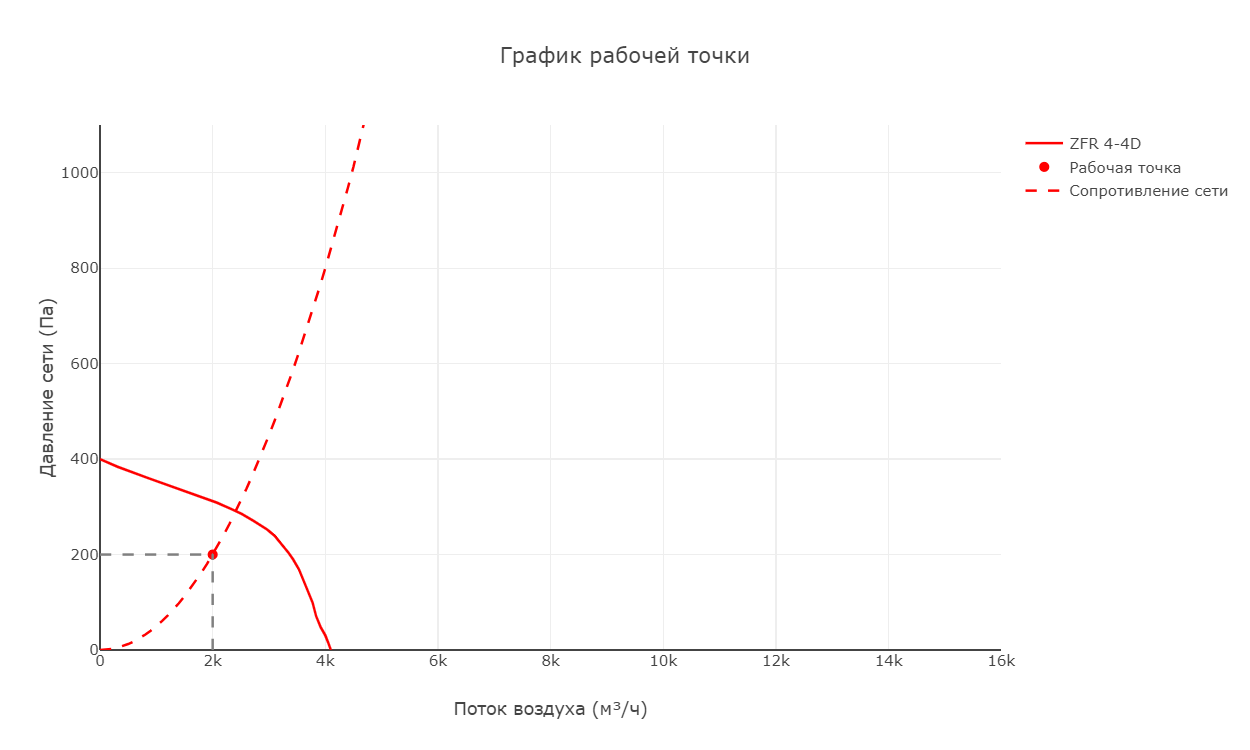 График рабочей точки
ZFR 4-4D
Рабочая точка
Сопротивление сети
Давление сети (Па)
1000
800
600
400
200
0
0 2k 4k 6k 8k 10k 12k 14k 16k
Поток воздуха (м³/ч)